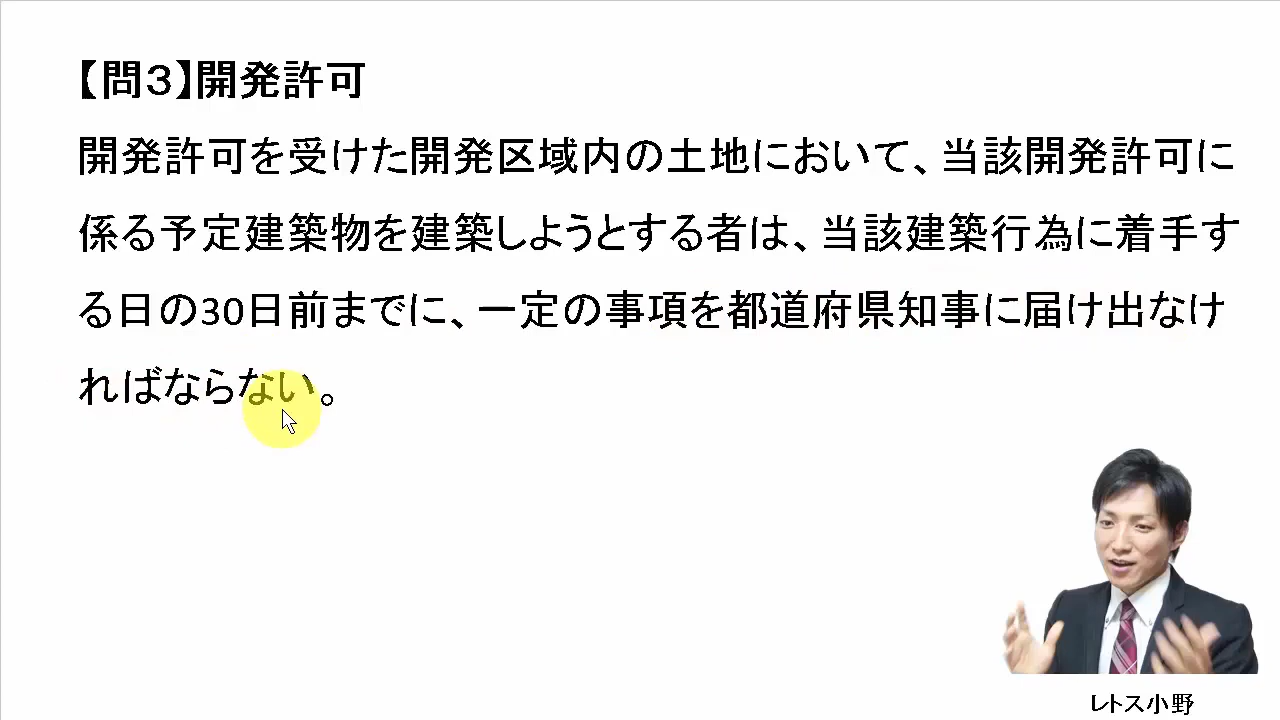 【問３】開発許可
開発許可を受けた開発区域内の土地において、当該開発許可に
係る予定建築物を建築しようとする者は、当該建築行為に着手す
る日の30日前までに、一定の事項を都道府県知事に届け出なけ
ればならない。
レトス小野